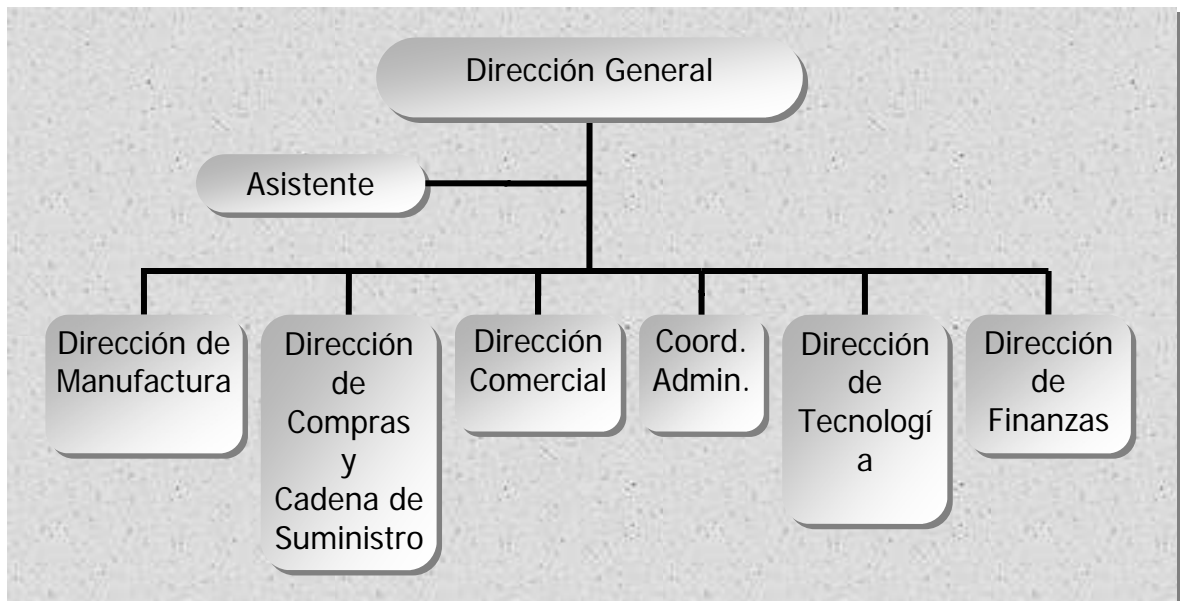 Dirección General
Asistente
Dirección de
Manufactura
Dirección
de
Compras
y
Cadena de
Suministro
Dirección
Comercial
Coord.
Admin.
Dirección
de
Tecnologí
a
Dirección
de
Finanzas